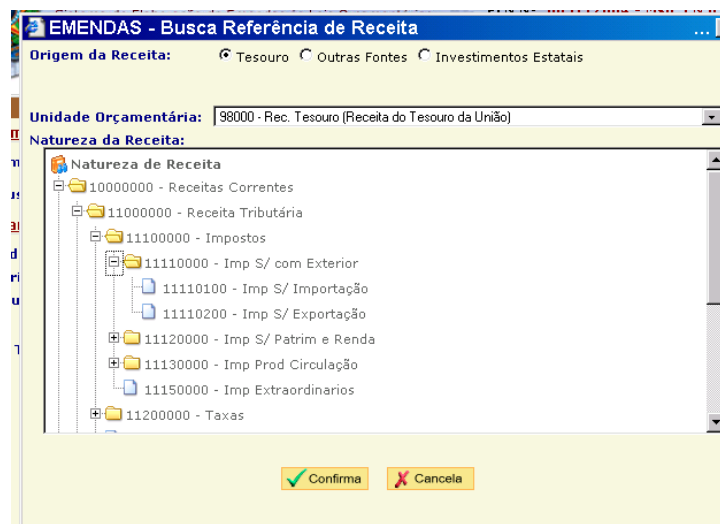 EMENDAS - Busca Referência de Receita
Origem da Receita: Tesouro Outras Fontes Investimentos Estatais
Unidade Orçamentária: 98000 - Rec. Tesouro (Receita do Tesouro da União)
Natureza da Receita:
Natureza de Receita
10000000 - Receitas Correntes
11000000 - Receita Tributária
11100000 - Impostos
11110000 - Imp S/ com Exterior
11110100 - Imp S/ Importação
11110200 - Imp S/ Exportação
11120000 - Imp S/ Patrim e Renda
11130000 - Imp Prod Circulação
11150000 - Imp Extraordinarios
11200000 - Taxas
Confirma Cancela